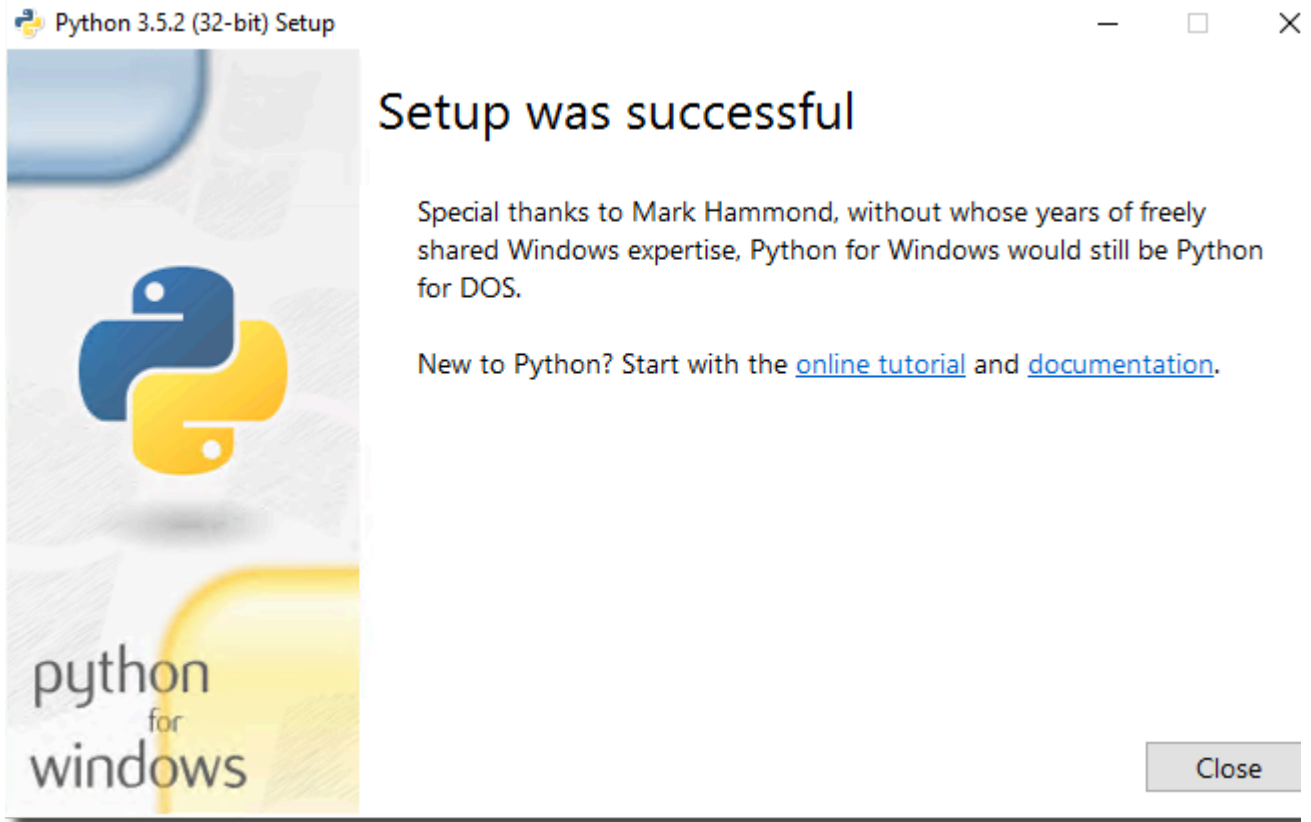 Python 3.5.2 (32-bit) Setup
Setup was successful
Special thanks to Mark Hammond, without whose years of freely
shared Windows expertise, Python for Windows would still be Python
for DOS.
New to Python? Start with the online tutorial and documentation.
python
for
windows
Close